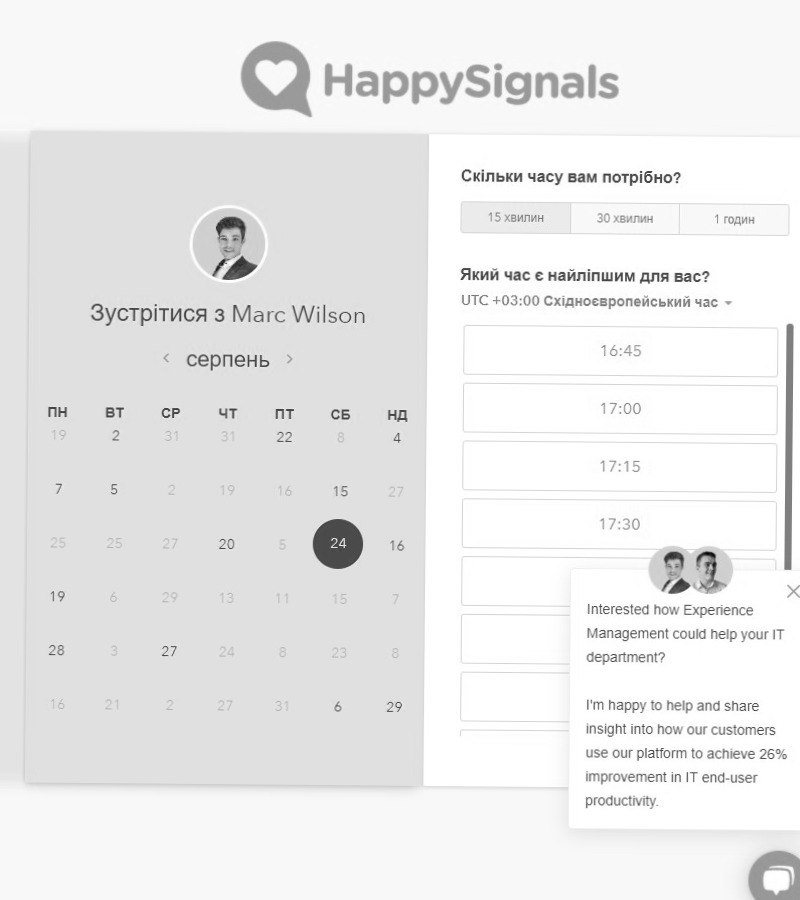 HappySignals
Зустрітися з Marc Wilson
серпень
ПН ВТ СР ЧТ ПТ СБ НД
19 2 31 31 22 8 4
7 5 2 19 16 15 27
25 25 27 20 5 24 16
19 6 29 13 11 15 7
28 3 27 24 8 23 8
16 21 2 27 31 6 29
Скільки часу вам потрібно?
15 хвилин 30 хвилин 1 годин
Який час є найліпшим для вас?
UTC +03:00 Східноєвропейський час
16:45
17:00
17:15
17:30
Interested how Experience
Management could help your IT
department?
I'm happy to help and share
insight into how our customers
use our platform to achieve 26%
improvement in IT end-user
productivity.